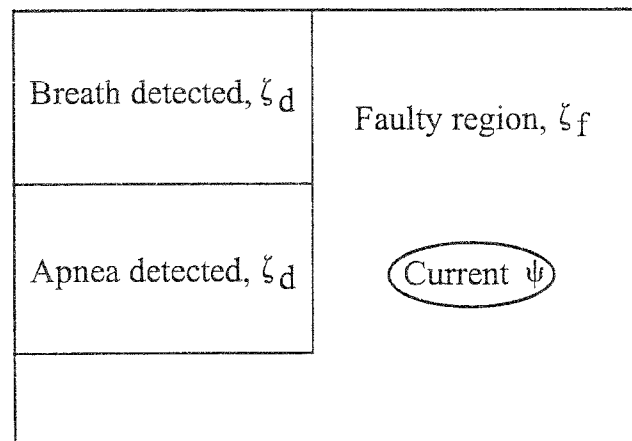 Breath detected, ζd
Faulty region, ζf
Apnea detected, ζd
Current ψ